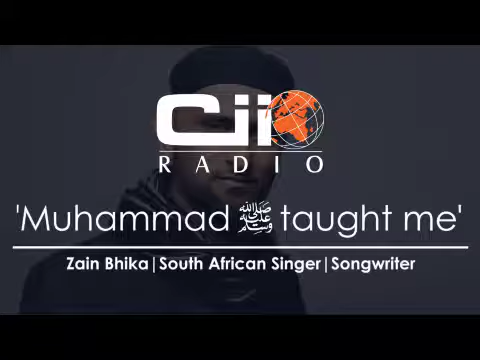 Cii
RADIO
'Muhammad ﷺ taught me'
Zain Bhika|South African Singer|Songwriter